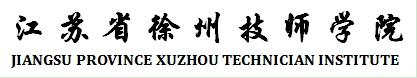 江苏省徐州技师学院
JIANGSU PROVINCE XUZHOU TECHNICIAN INSTITUTE